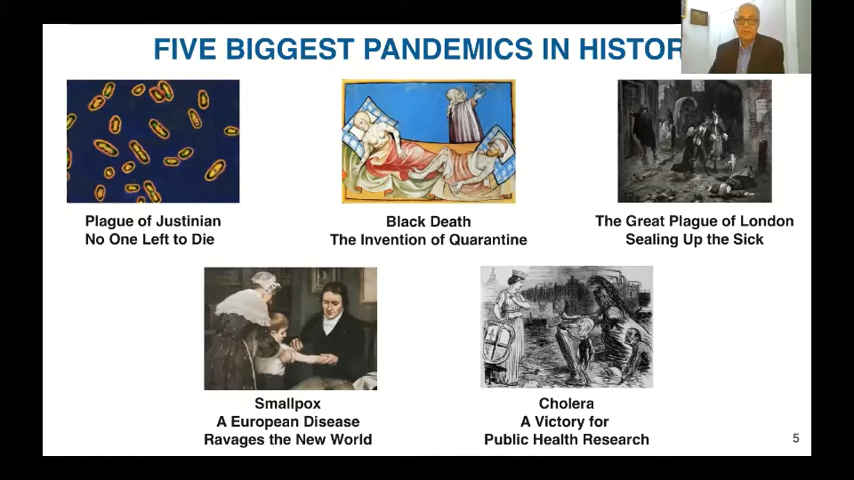 FIVE BIGGEST PANDEMICS IN HISTOR
Plague of Justinian
No One Left to Die
Black Death
The Invention of Quarantine
The Great Plague of London
Sealing Up the Sick
Smallpox
A European Disease
Ravages the New World
Cholera
A Victory for
Public Health Research
5